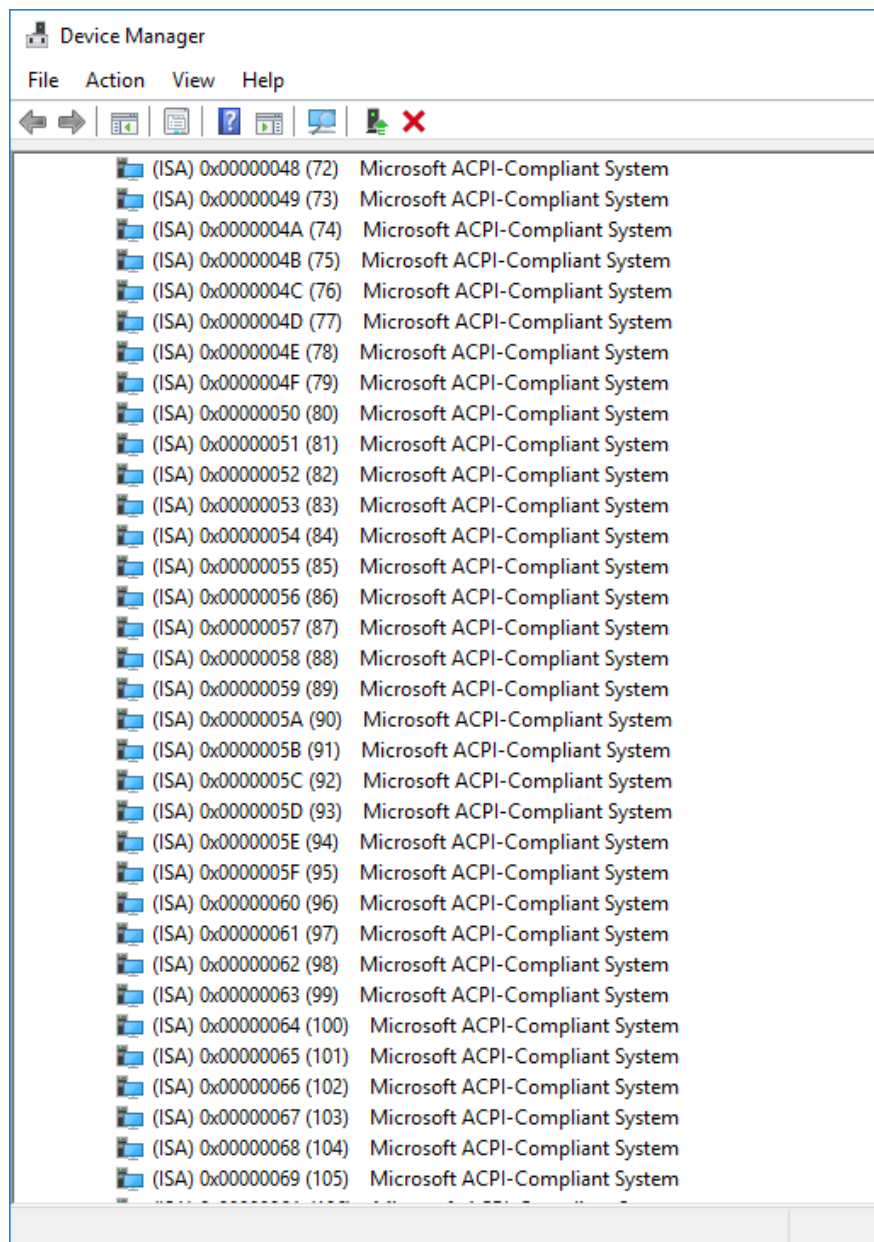 Device Manager
File Action View Help
(ISA) 0x00000048 (72) Microsoft ACPI-Compliant System
(ISA) 0x00000049 (73) Microsoft ACPI-Compliant System
(ISA) 0x0000004A (74) Microsoft ACPI-Compliant System
(ISA) 0x0000004B (75) Microsoft ACPI-Compliant System
(ISA) 0x0000004C (76) Microsoft ACPI-Compliant System
(ISA) 0x0000004D (77) Microsoft ACPI-Compliant System
(ISA) 0x0000004E (78) Microsoft ACPI-Compliant System
(ISA) 0x0000004F (79) Microsoft ACPI-Compliant System
(ISA) 0x00000050 (80) Microsoft ACPI-Compliant System
(ISA) 0x00000051 (81) Microsoft ACPI-Compliant System
(ISA) 0x00000052 (82) Microsoft ACPI-Compliant System
(ISA) 0x00000053 (83) Microsoft ACPI-Compliant System
(ISA) 0x00000054 (84) Microsoft ACPI-Compliant System
(ISA) 0x00000055 (85) Microsoft ACPI-Compliant System
(ISA) 0x00000056 (86) Microsoft ACPI-Compliant System
(ISA) 0x00000057 (87) Microsoft ACPI-Compliant System
(ISA) 0x00000058 (88) Microsoft ACPI-Compliant System
(ISA) 0x00000059 (89) Microsoft ACPI-Compliant System
(ISA) 0x0000005A (90) Microsoft ACPI-Compliant System
(ISA) 0x0000005B (91) Microsoft ACPI-Compliant System
(ISA) 0x0000005C (92) Microsoft ACPI-Compliant System
(ISA) 0x0000005D (93) Microsoft ACPI-Compliant System
(ISA) 0x0000005E (94) Microsoft ACPI-Compliant System
(ISA) 0x0000005F (95) Microsoft ACPI-Compliant System
(ISA) 0x00000060 (96) Microsoft ACPI-Compliant System
(ISA) 0x00000061 (97) Microsoft ACPI-Compliant System
(ISA) 0x00000062 (98) Microsoft ACPI-Compliant System
(ISA) 0x00000063 (99) Microsoft ACPI-Compliant System
(ISA) 0x00000064 (100) Microsoft ACPI-Compliant System
(ISA) 0x00000065 (101) Microsoft ACPI-Compliant System
(ISA) 0x00000066 (102) Microsoft ACPI-Compliant System
(ISA) 0x00000067 (103) Microsoft ACPI-Compliant System
(ISA) 0x00000068 (104) Microsoft ACPI-Compliant System
(ISA) 0x00000069 (105) Microsoft ACPI-Compliant System